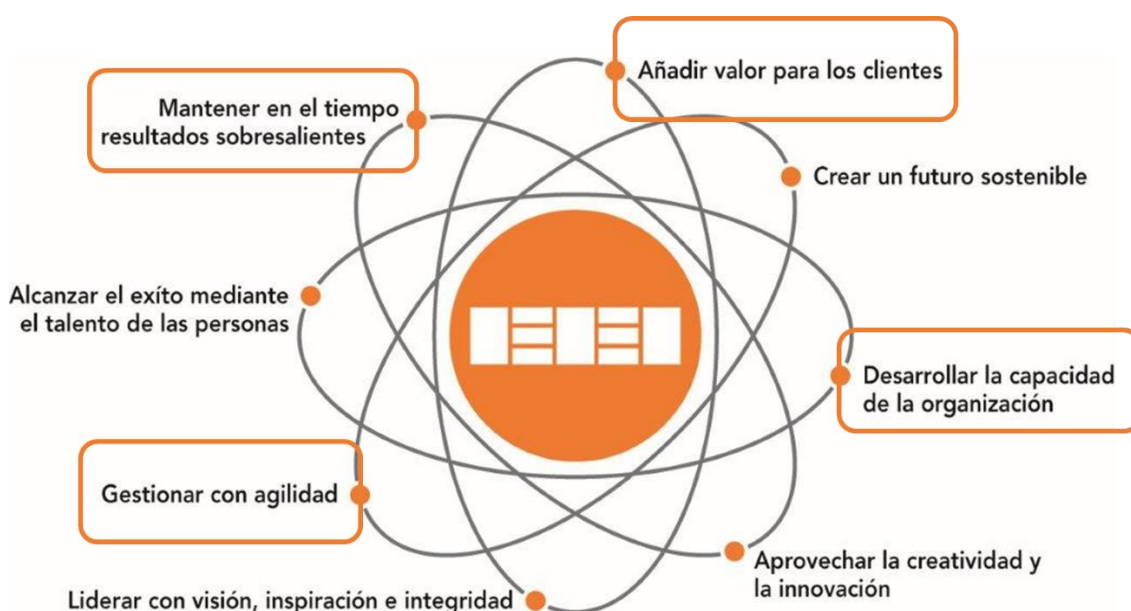 Añadir valor para los clientes
Mantener en el tiempo
resultados sobresalientes
Crear un futuro sostenible
Alcanzar el exíto mediante
el talento de las personas
Desarrollar la capacidad
de la organización
Gestionar con agilidad
Aprovechar la creatividad y
la innovación
Liderar con visión, inspiración e integridad